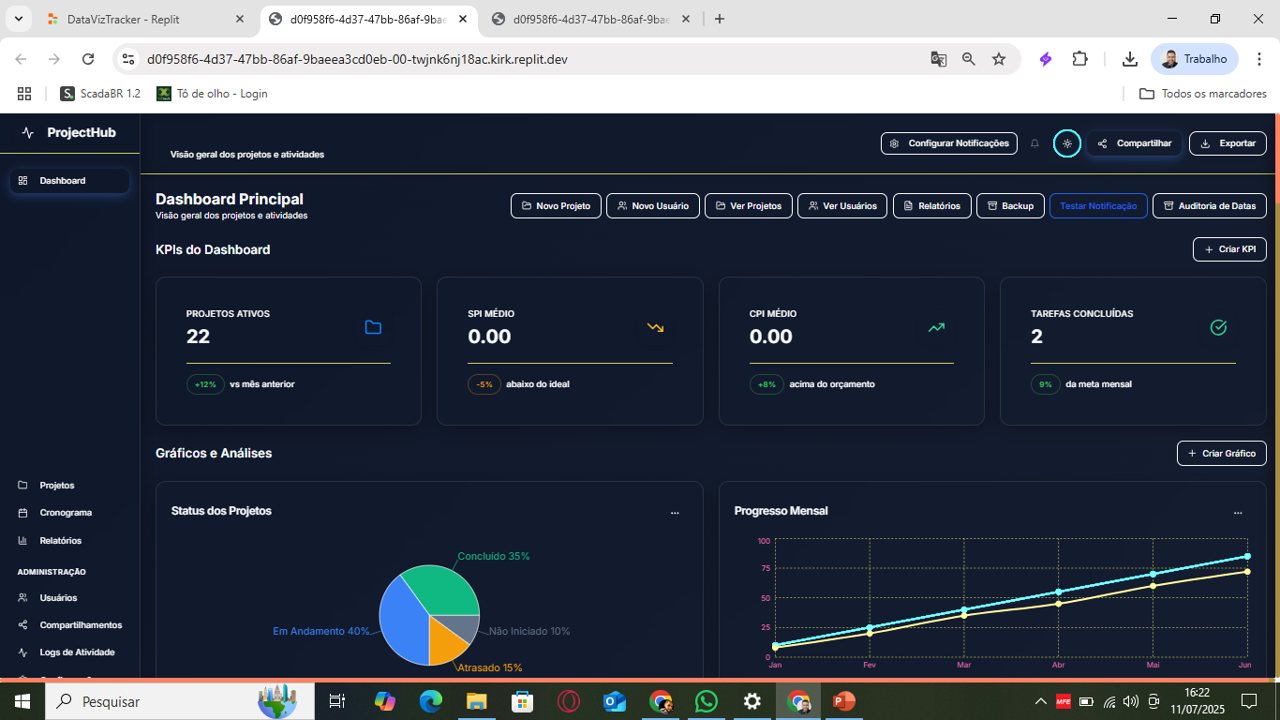 DataVizTracker - Replit
d0f958f6-4d37-47bb-86af-9bae
d0f958f6-4d37-47bb-86af-9bae
d0f958f6-4d37-47bb-86af-9baeea3cd0eb-00-twjnk6nj18ac.kirk.replit.dev
Trabalho
ScadaBR 1.2
Tô de olho - Login
Todos os marcadores
ProjectHub
Visão geral dos projetos e atividades
Configurar Notificações
Compartilhar
Exportar
Dashboard
Dashboard Principal
Visão geral dos projetos e atividades
Novo Projeto
Novo Usuário
Ver Projetos
Ver Usuários
Relatórios
Backup
Testar Notificação
Auditoria de Datas
KPIs do Dashboard
+ Criar KPI
PROJETOS ATIVOS
22
+12% vs mês anterior
SPI MÉDIO
0.00
-5% abaixo do ideal
CPI MÉDIO
0.00
+8% acima do orçamento
TAREFAS CONCLUÍDAS
2
9% da meta mensal
Gráficos e Análises
+ Criar Gráfico
Status dos Projetos
...
Concluído 35%
Em Andamento 40%
Não Iniciado 10%
Atrasado 15%
Progresso Mensal
...
100
75
50
25
0
Jan Fev Mar Abr Mai Jun
Projetos
Cronograma
Relatórios
ADMINISTRAÇÃO
Usuários
Compartilhamentos
Logs de Atividade
Pesquisar
MPE
16:22
11/07/2025